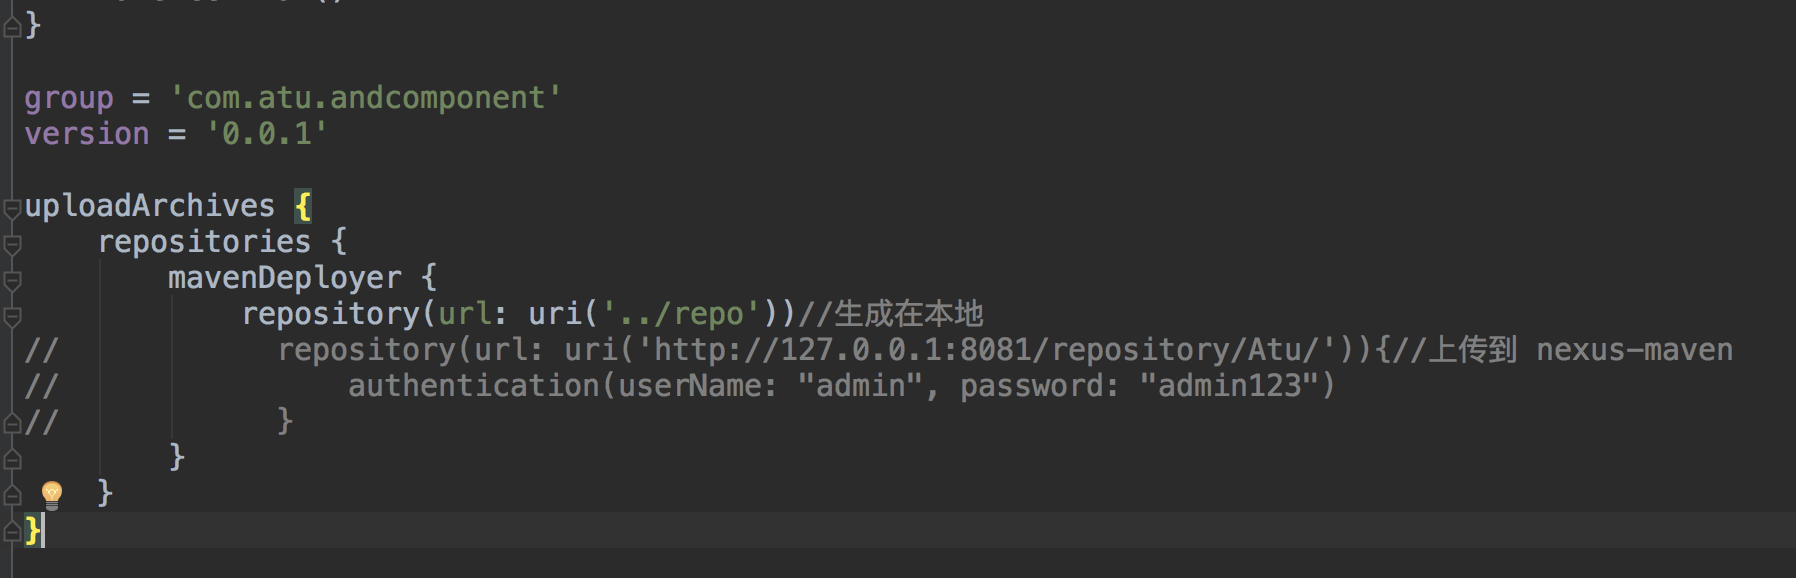 }
group = 'com.atu.andcomponent'
version = '0.0.1'
uploadArchives {
repositories {
mavenDeployer {
repository(url: uri('../repo'))//生成在本地
// repository(url: uri('http://127.0.0.1:8081/repository/Atu/')){//上传到 nexus-maven
// authentication(userName: "admin", password: "admin123")
// }
}
}
}